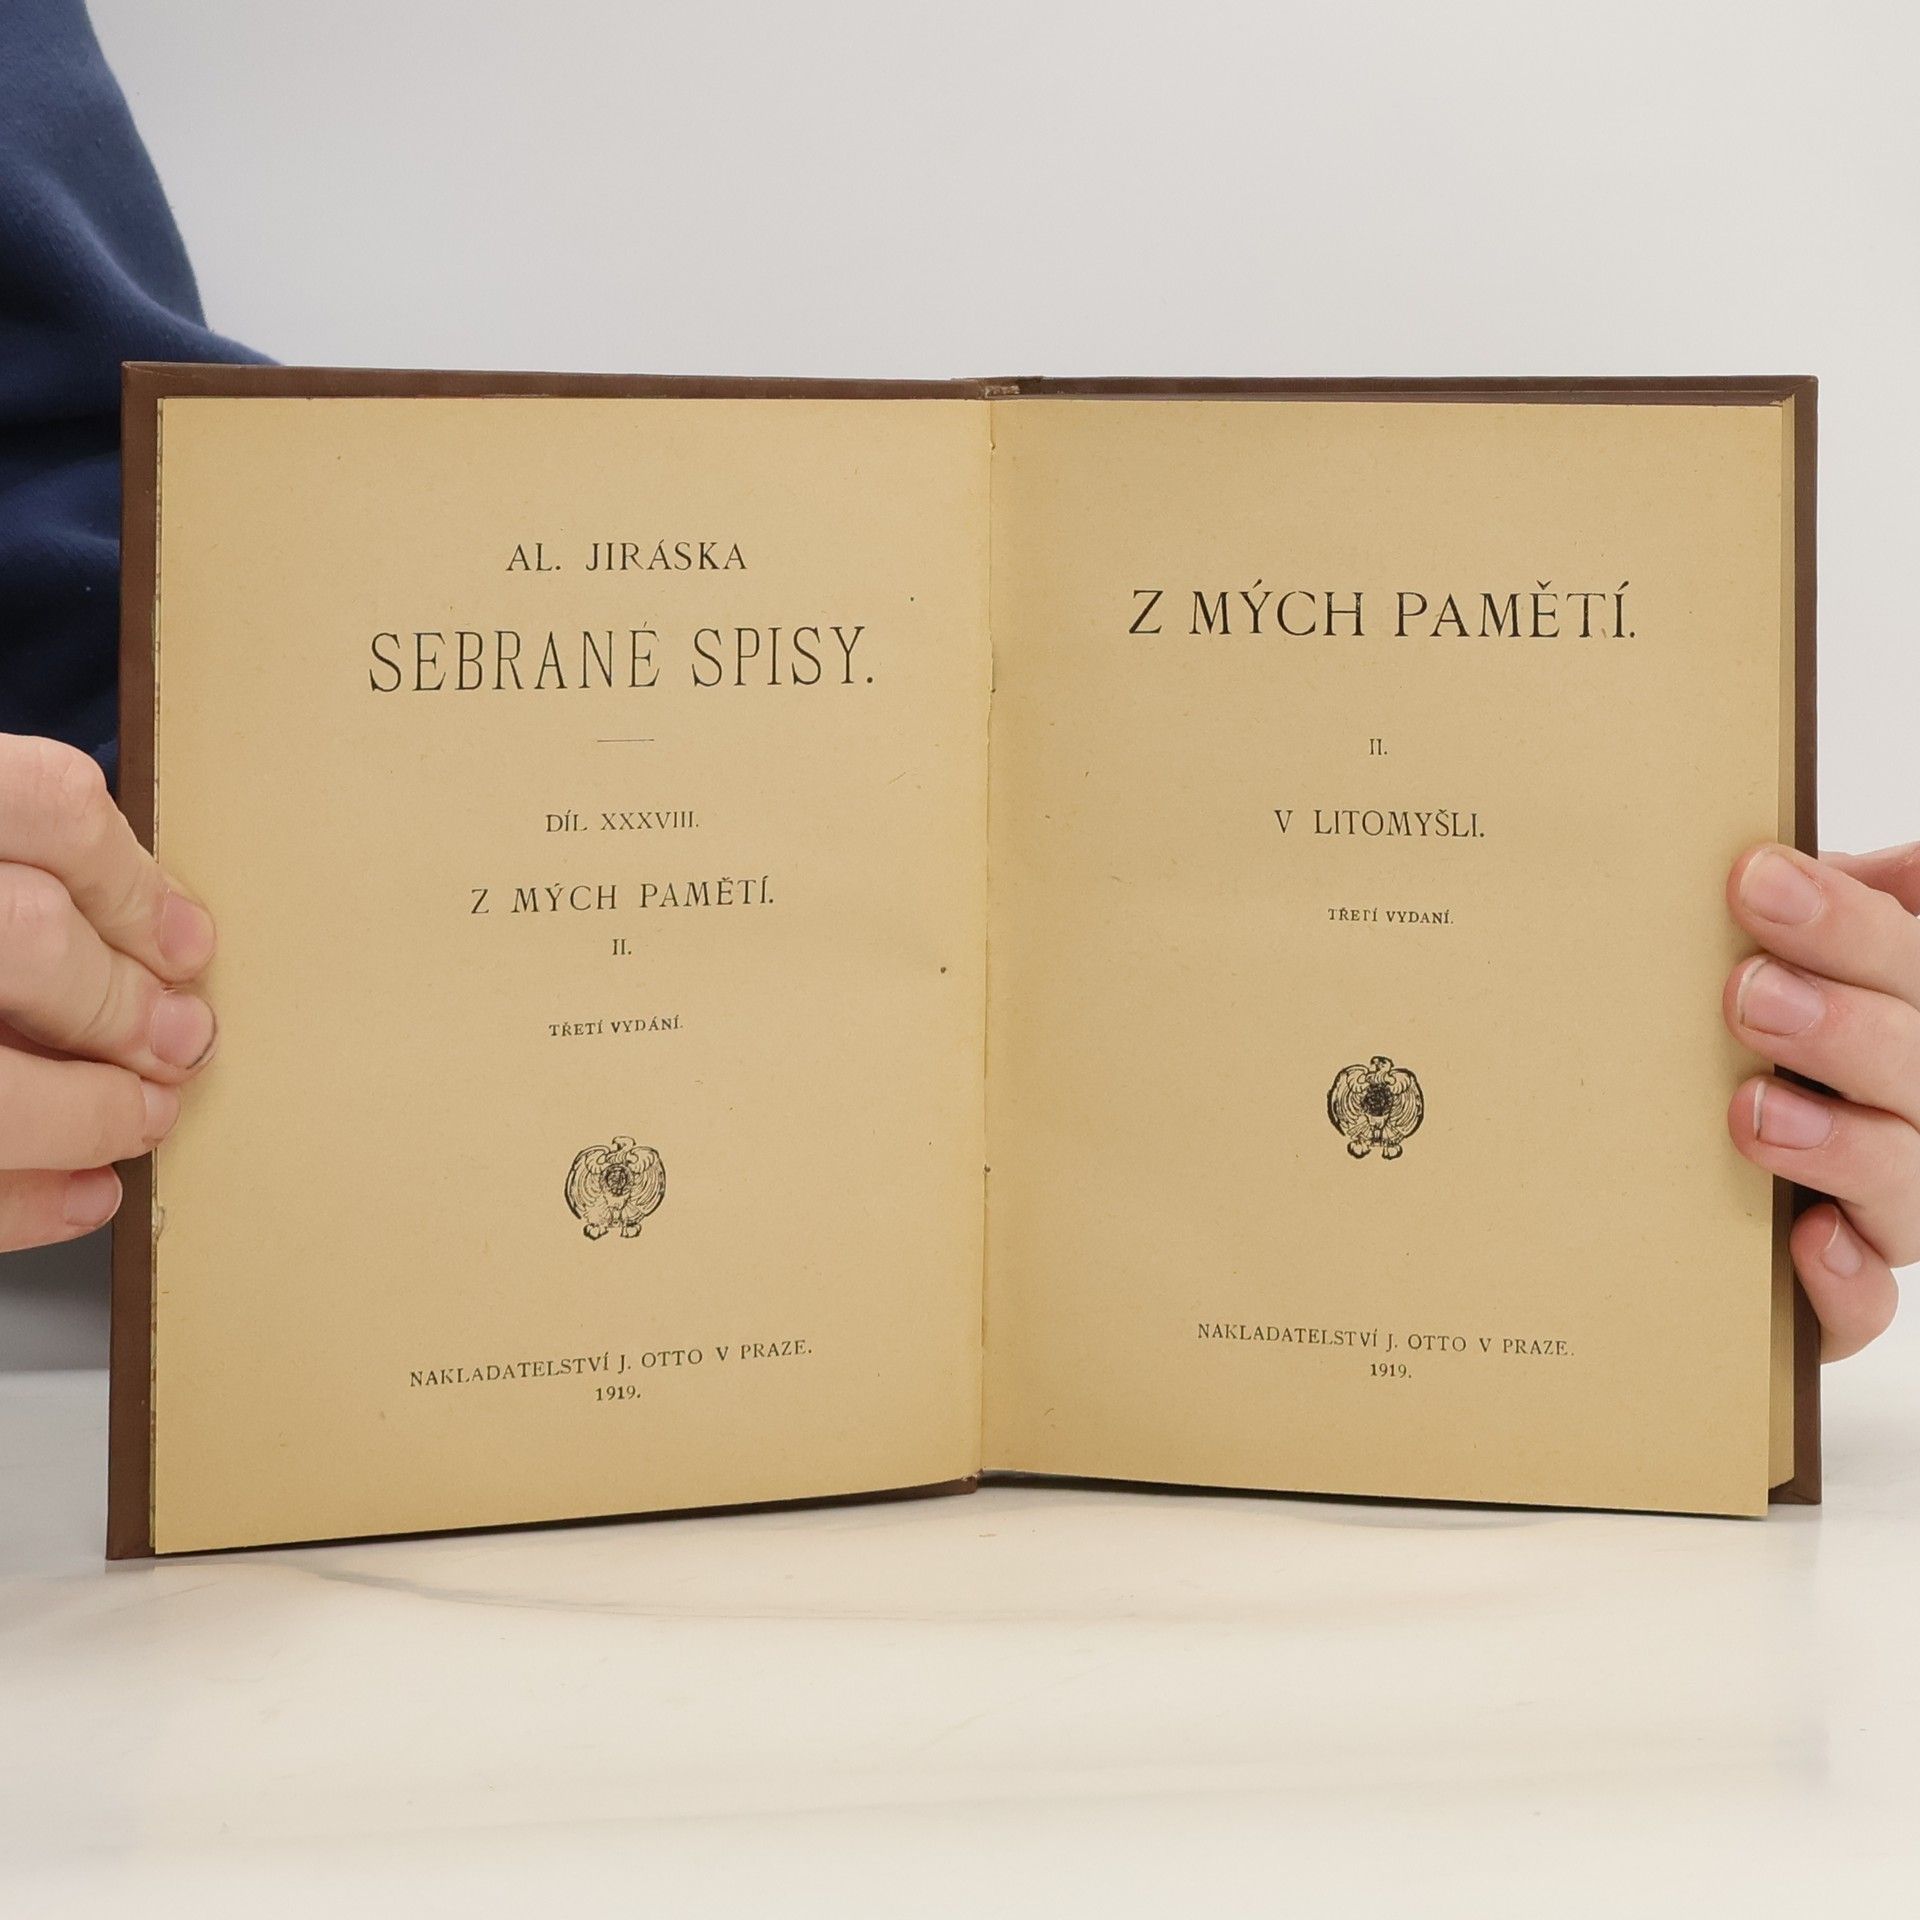 AL. JIRÁSKA
SEBRANÉ SPISY.
DÍL XXXVIII.
Z MÝCH PAMĚTÍ.
II.
TŘETÍ VYDÁNÍ.
NAKLADATELSTVÍ J. OTTO V PRAZE.
1919.
Z MÝCH PAMĚTÍ.
II.
V LITOMYŠLI.
TŘETÍ VYDANÍ.
NAKLADATELSTVÍ J. OTTO V PRAZE.
1919.